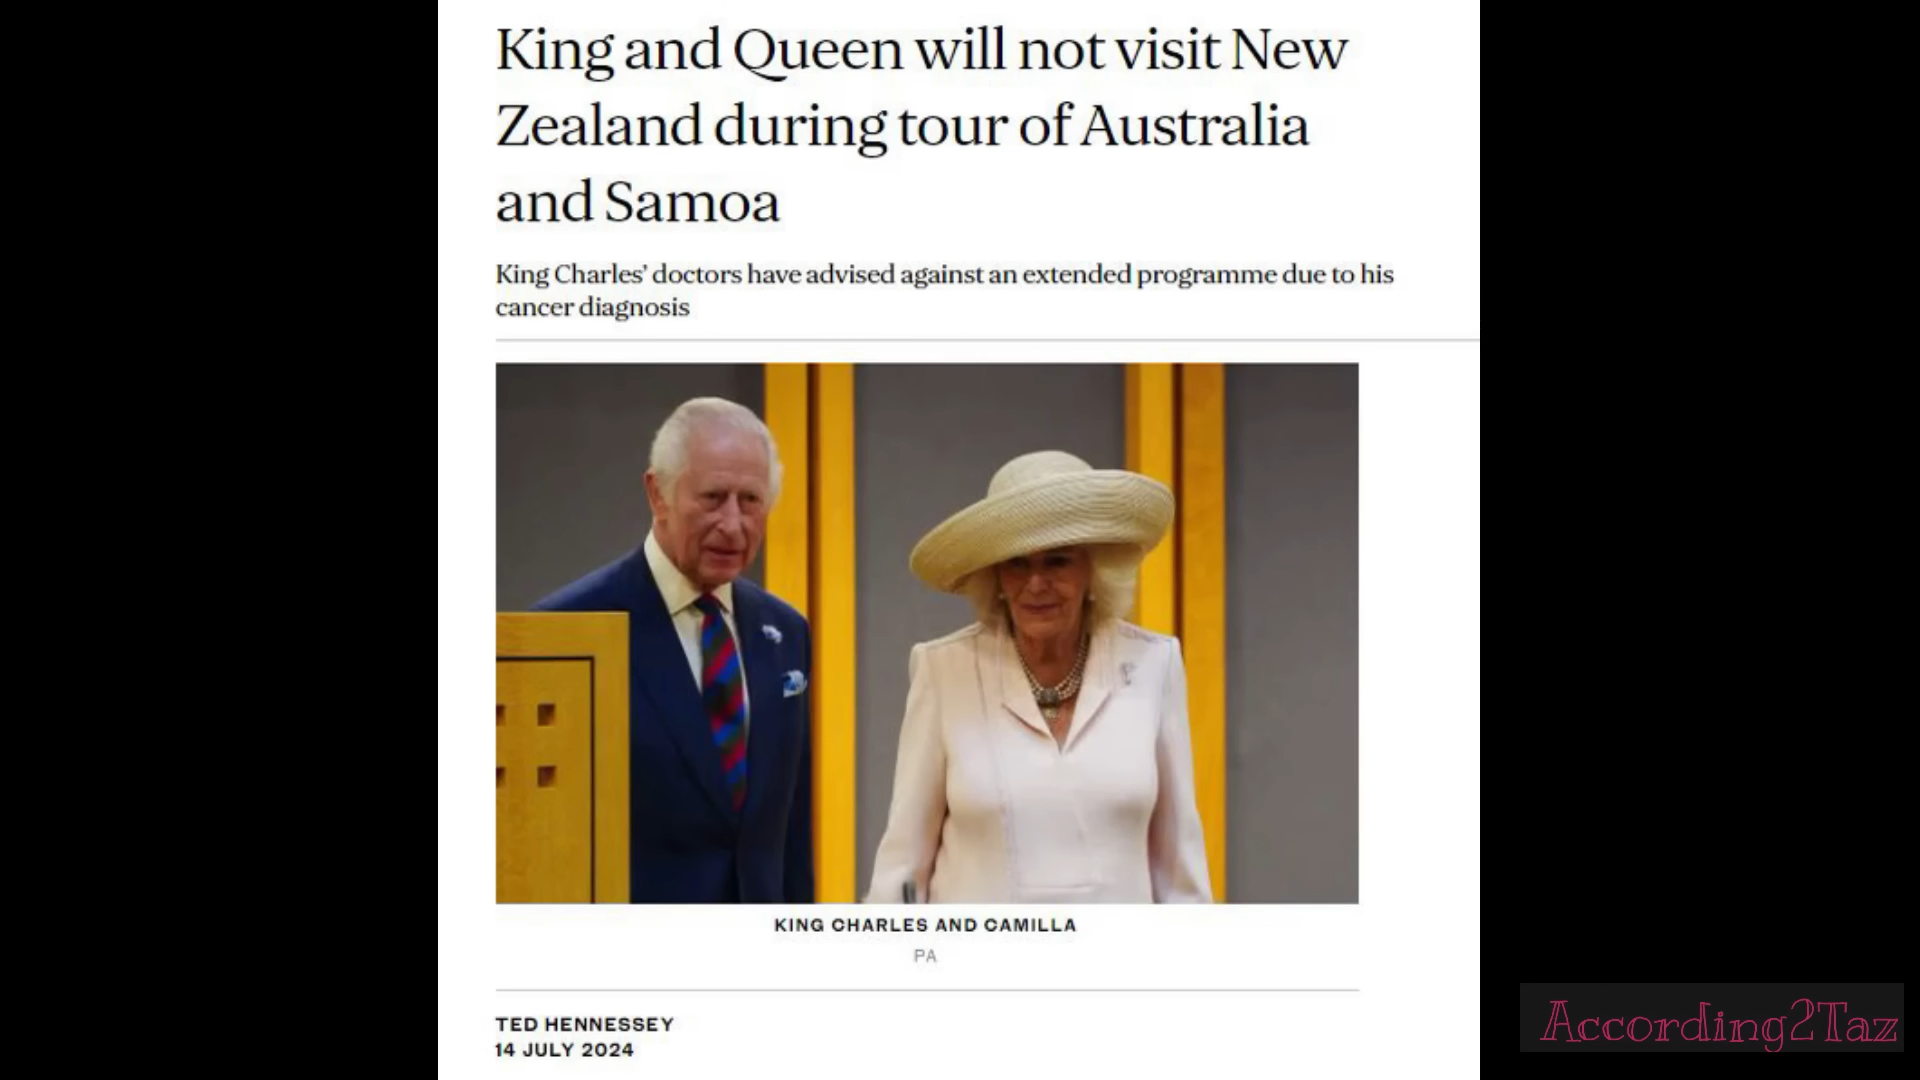 King and Queen will not visit New
Zealand during tour of Australia
and Samoa
King Charles’ doctors have advised against an extended programme due to his
cancer diagnosis
KING CHARLES AND CAMILLA
PA
TED HENNESSEY
14 JULY 2024
According2Taz